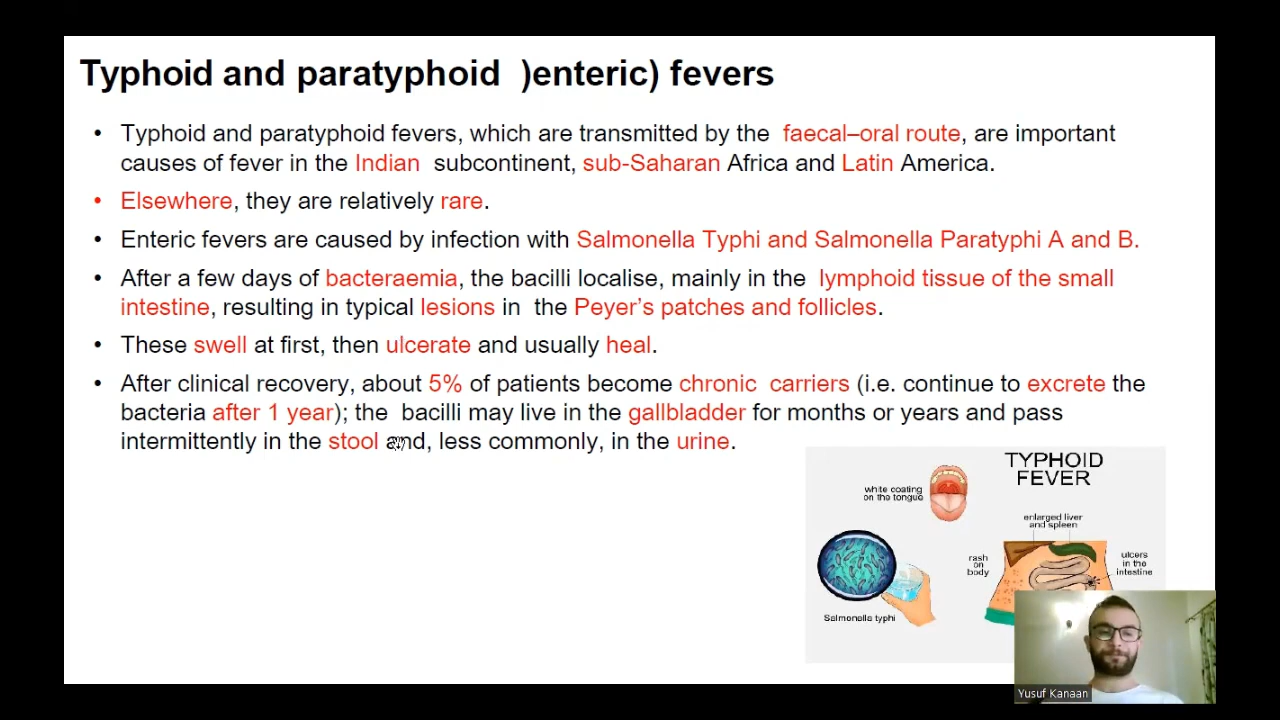 Typhoid and paratyphoid )enteric) fevers
• Typhoid and paratyphoid fevers, which are transmitted by the faecal–oral route, are important
causes of fever in the Indian subcontinent, sub-Saharan Africa and Latin America.
• Elsewhere, they are relatively rare.
• Enteric fevers are caused by infection with Salmonella Typhi and Salmonella Paratyphi A and B.
• After a few days of bacteraemia, the bacilli localise, mainly in the lymphoid tissue of the small
intestine, resulting in typical lesions in the Peyer’s patches and follicles.
• These swell at first, then ulcerate and usually heal.
• After clinical recovery, about 5% of patients become chronic carriers (i.e. continue to excrete the
bacteria after 1 year); the bacilli may live in the gallbladder for months or years and pass
intermittently in the stool and, less commonly, in the urine.
TYPHOID
FEVER
white coating
on the tongue
enlarged liver
and spleen
rash
on
body
ulcers
in the
intestine
Salmonella typhi
Yusuf Kanaan